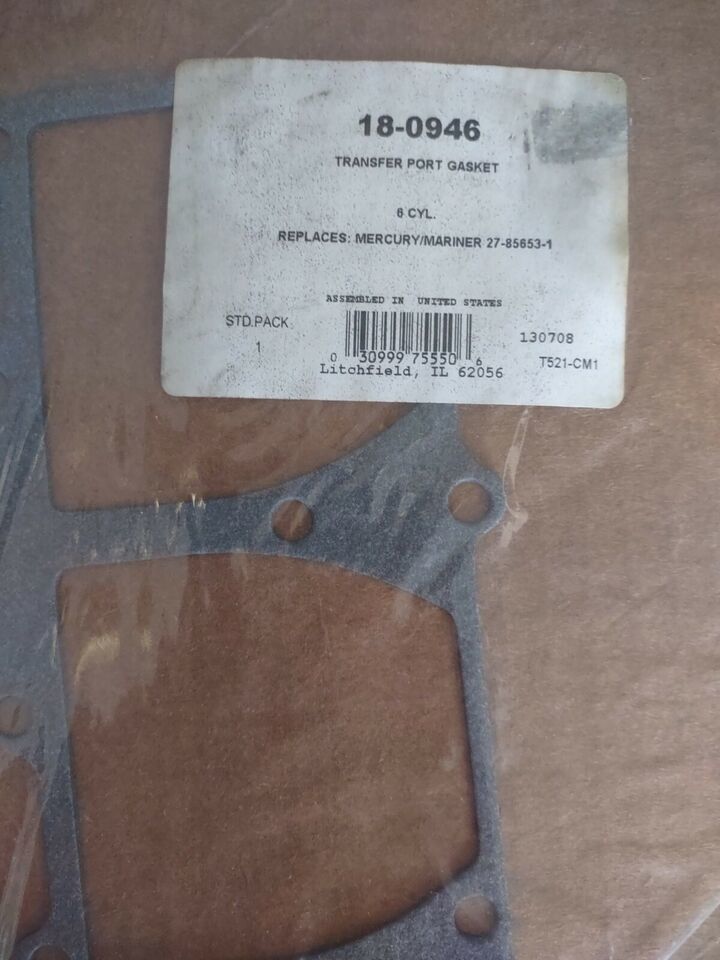 18-0946
TRANSFER PORT GASKET
6 CYL.
REPLACES: MERCURY/MARINER 27-85653-1
ASSEMBLED IN UNITED STATES
STD.PACK
1
130708
0 30999 75550 6
T521-CM1
Litchfield, IL 62056